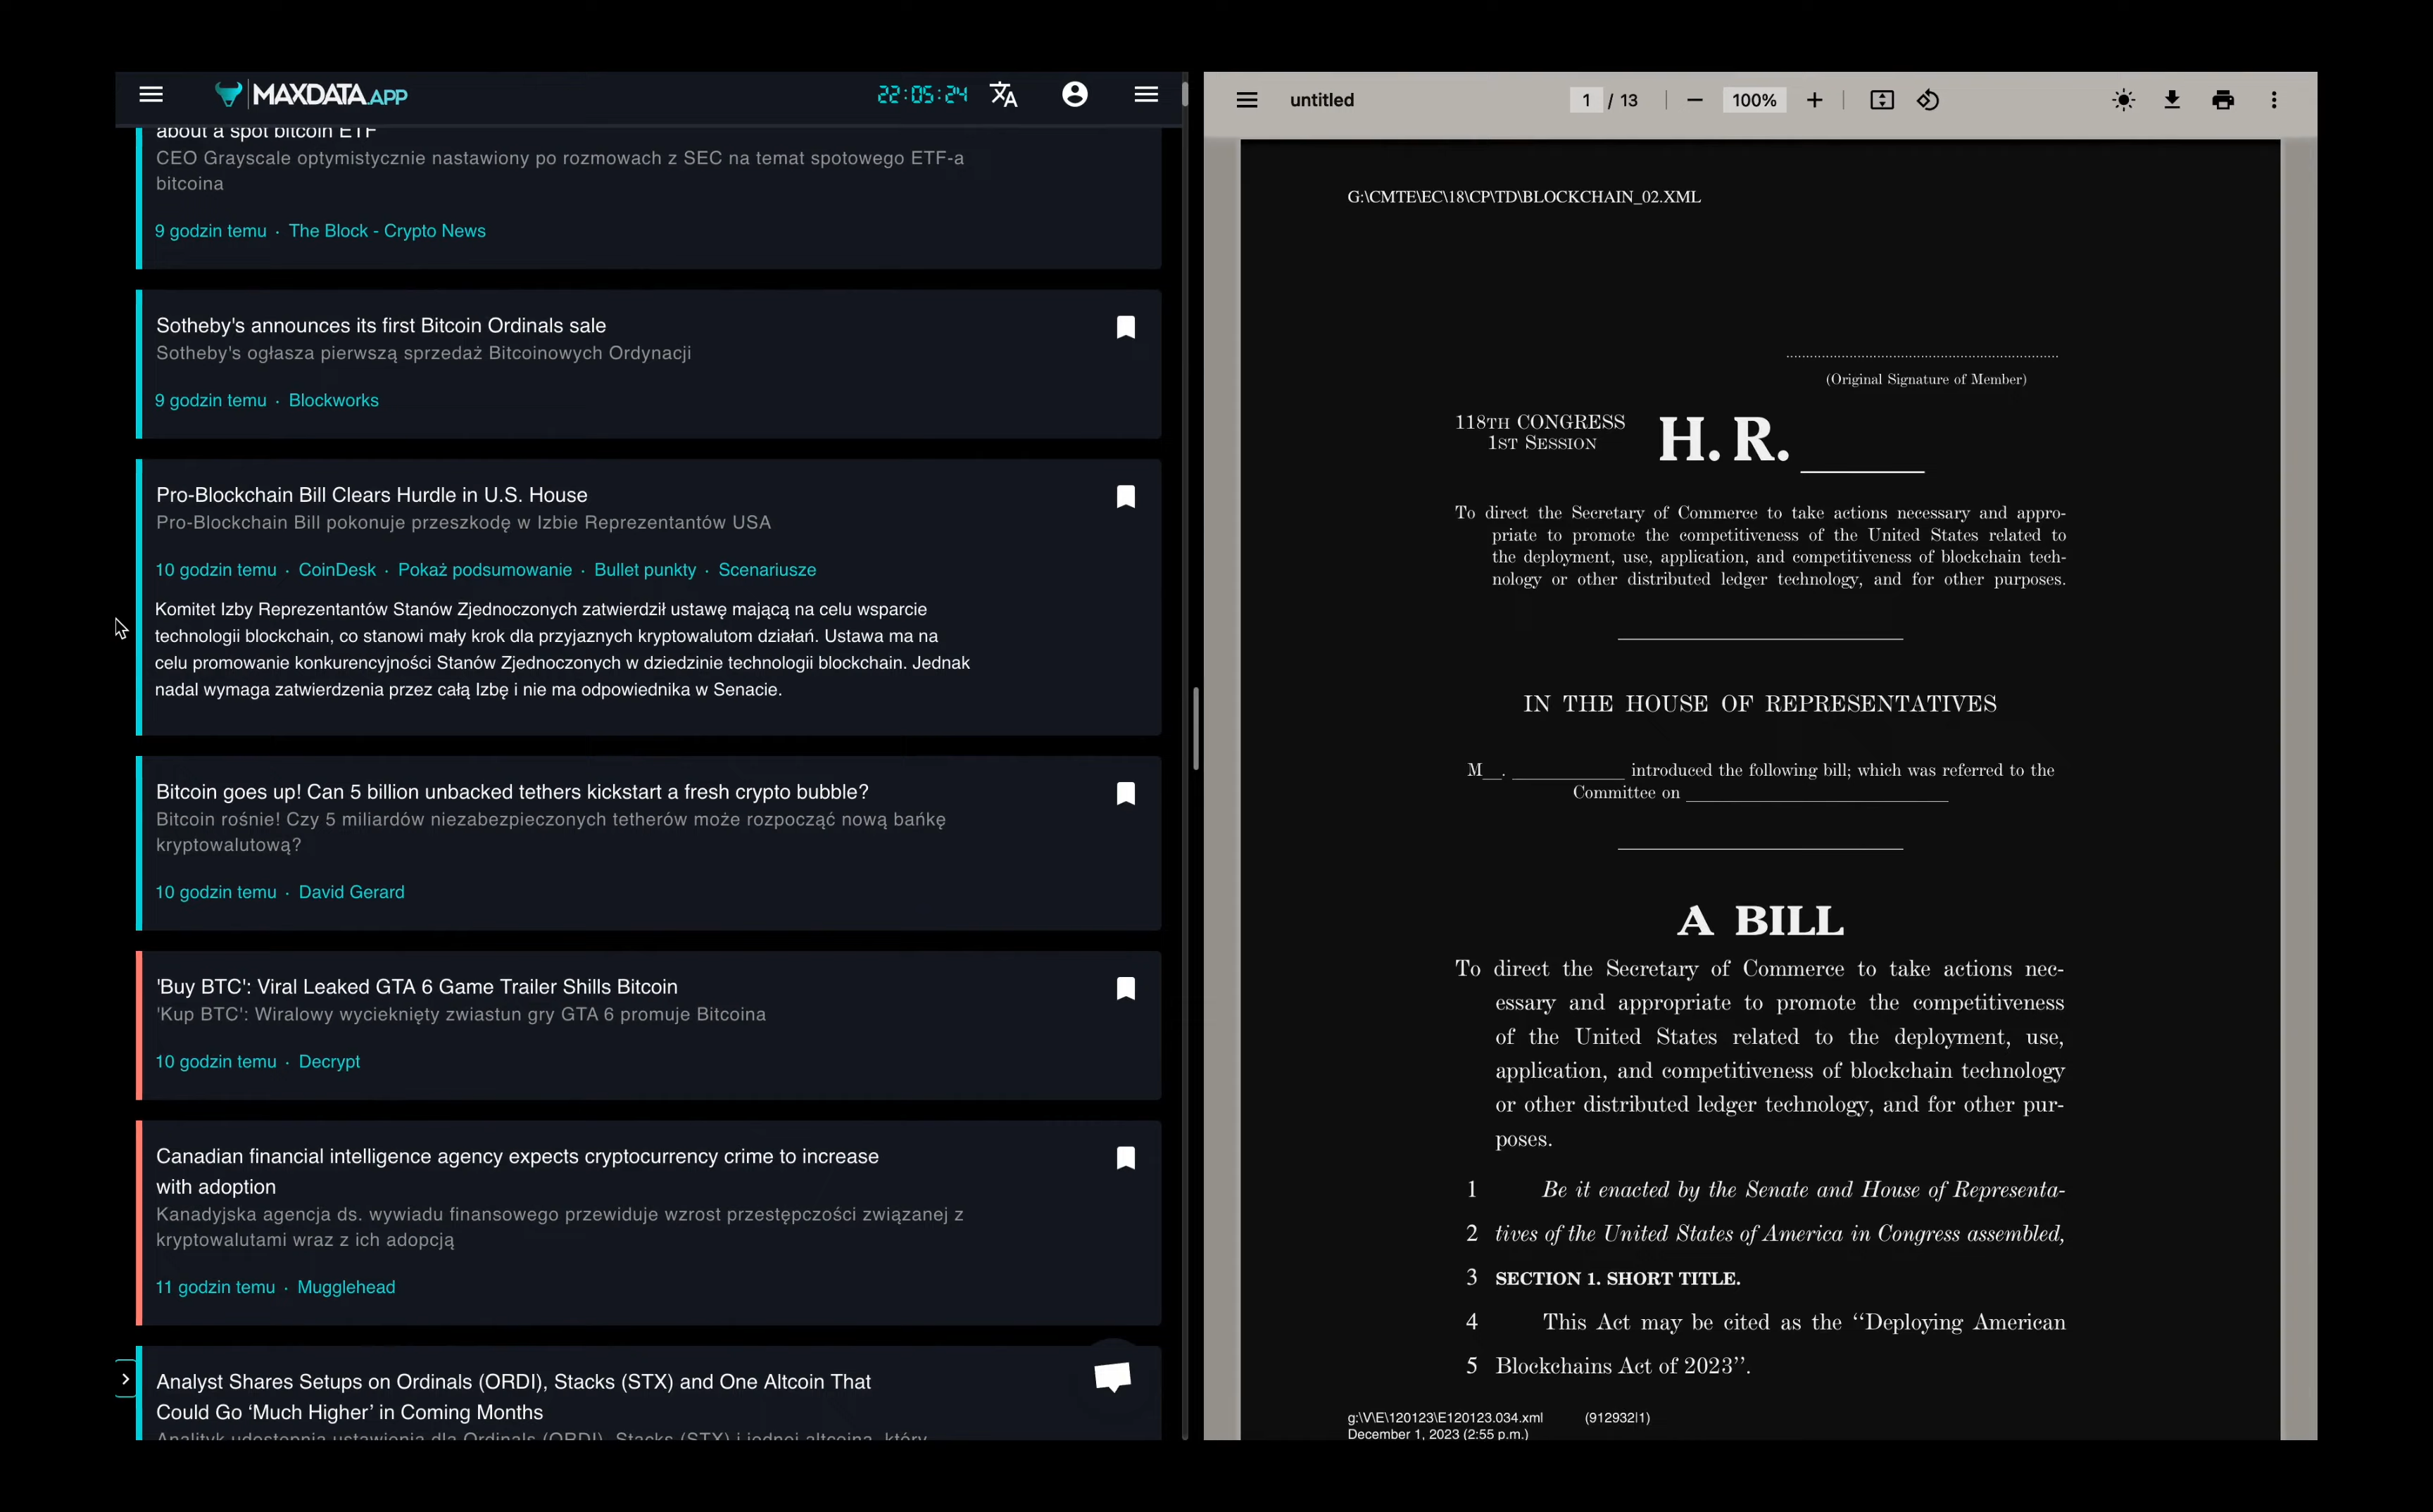 MAXDATA.APP
22:05:24
about a spot bitcoin ETF
CEO Grayscale optymistycznie nastawiony po rozmowach z SEC na temat spotowego ETF-a
bitcoina
9 godzin temu · The Block - Crypto News
Sotheby's announces its first Bitcoin Ordinals sale
Sotheby's ogłasza pierwszą sprzedaż Bitcoinowych Ordynacji
9 godzin temu · Blockworks
Pro-Blockchain Bill Clears Hurdle in U.S. House
Pro-Blockchain Bill pokonuje przeszkodę w Izbie Reprezentantów USA
10 godzin temu · CoinDesk · Pokaż podsumowanie · Bullet punkty · Scenariusze
Komitet Izby Reprezentantów Stanów Zjednoczonych zatwierdził ustawę mającą na celu wsparcie
technologii blockchain, co stanowi mały krok dla przyjaznych kryptowalutom działań. Ustawa ma na
celu promowanie konkurencyjności Stanów Zjednoczonych w dziedzinie technologii blockchain. Jednak
nadal wymaga zatwierdzenia przez całą Izbę i nie ma odpowiednika w Senacie.
Bitcoin goes up! Can 5 billion unbacked tethers kickstart a fresh crypto bubble?
Bitcoin rośnie! Czy 5 miliardów niezabezpieczonych tetherów może rozpocząć nową bańkę
kryptowalutową?
10 godzin temu · David Gerard
'Buy BTC': Viral Leaked GTA 6 Game Trailer Shills Bitcoin
'Kup BTC': Wiralowy wycieknięty zwiastun gry GTA 6 promuje Bitcoina
10 godzin temu · Decrypt
Canadian financial intelligence agency expects cryptocurrency crime to increase
with adoption
Kanadyjska agencja ds. wywiadu finansowego przewiduje wzrost przestępczości związanej z
kryptowalutami wraz z ich adopcją
11 godzin temu · Mugglehead
Analyst Shares Setups on Ordinals (ORDI), Stacks (STX) and One Altcoin That
Could Go ‘Much Higher’ in Coming Months
Analityk udostępnia ustawienia dla Ordinals (ORDI), Stacks (STX) i jednej altcoina, który
untitled
1 / 13
100%
G:\CMTE\EC\18\CP\TD\BLOCKCHAIN_02.XML
(Original Signature of Member)
118TH CONGRESS
1ST SESSION
H. R. ____
To direct the Secretary of Commerce to take actions necessary and appro-
priate to promote the competitiveness of the United States related to
the deployment, use, application, and competitiveness of blockchain tech-
nology or other distributed ledger technology, and for other purposes.
IN THE HOUSE OF REPRESENTATIVES
M__. ____________ introduced the following bill; which was referred to the
Committee on ____________________________
A BILL
To direct the Secretary of Commerce to take actions nec-
essary and appropriate to promote the competitiveness
of the United States related to the deployment, use,
application, and competitiveness of blockchain technology
or other distributed ledger technology, and for other pur-
poses.
1 Be it enacted by the Senate and House of Representa-
2 tives of the United States of America in Congress assembled,
3 SECTION 1. SHORT TITLE.
4 This Act may be cited as the ‘‘Deploying American
5 Blockchains Act of 2023’’.
g:\V\E\120123\E120123.034.xml (912932|1)
December 1, 2023 (2:55 p.m.)